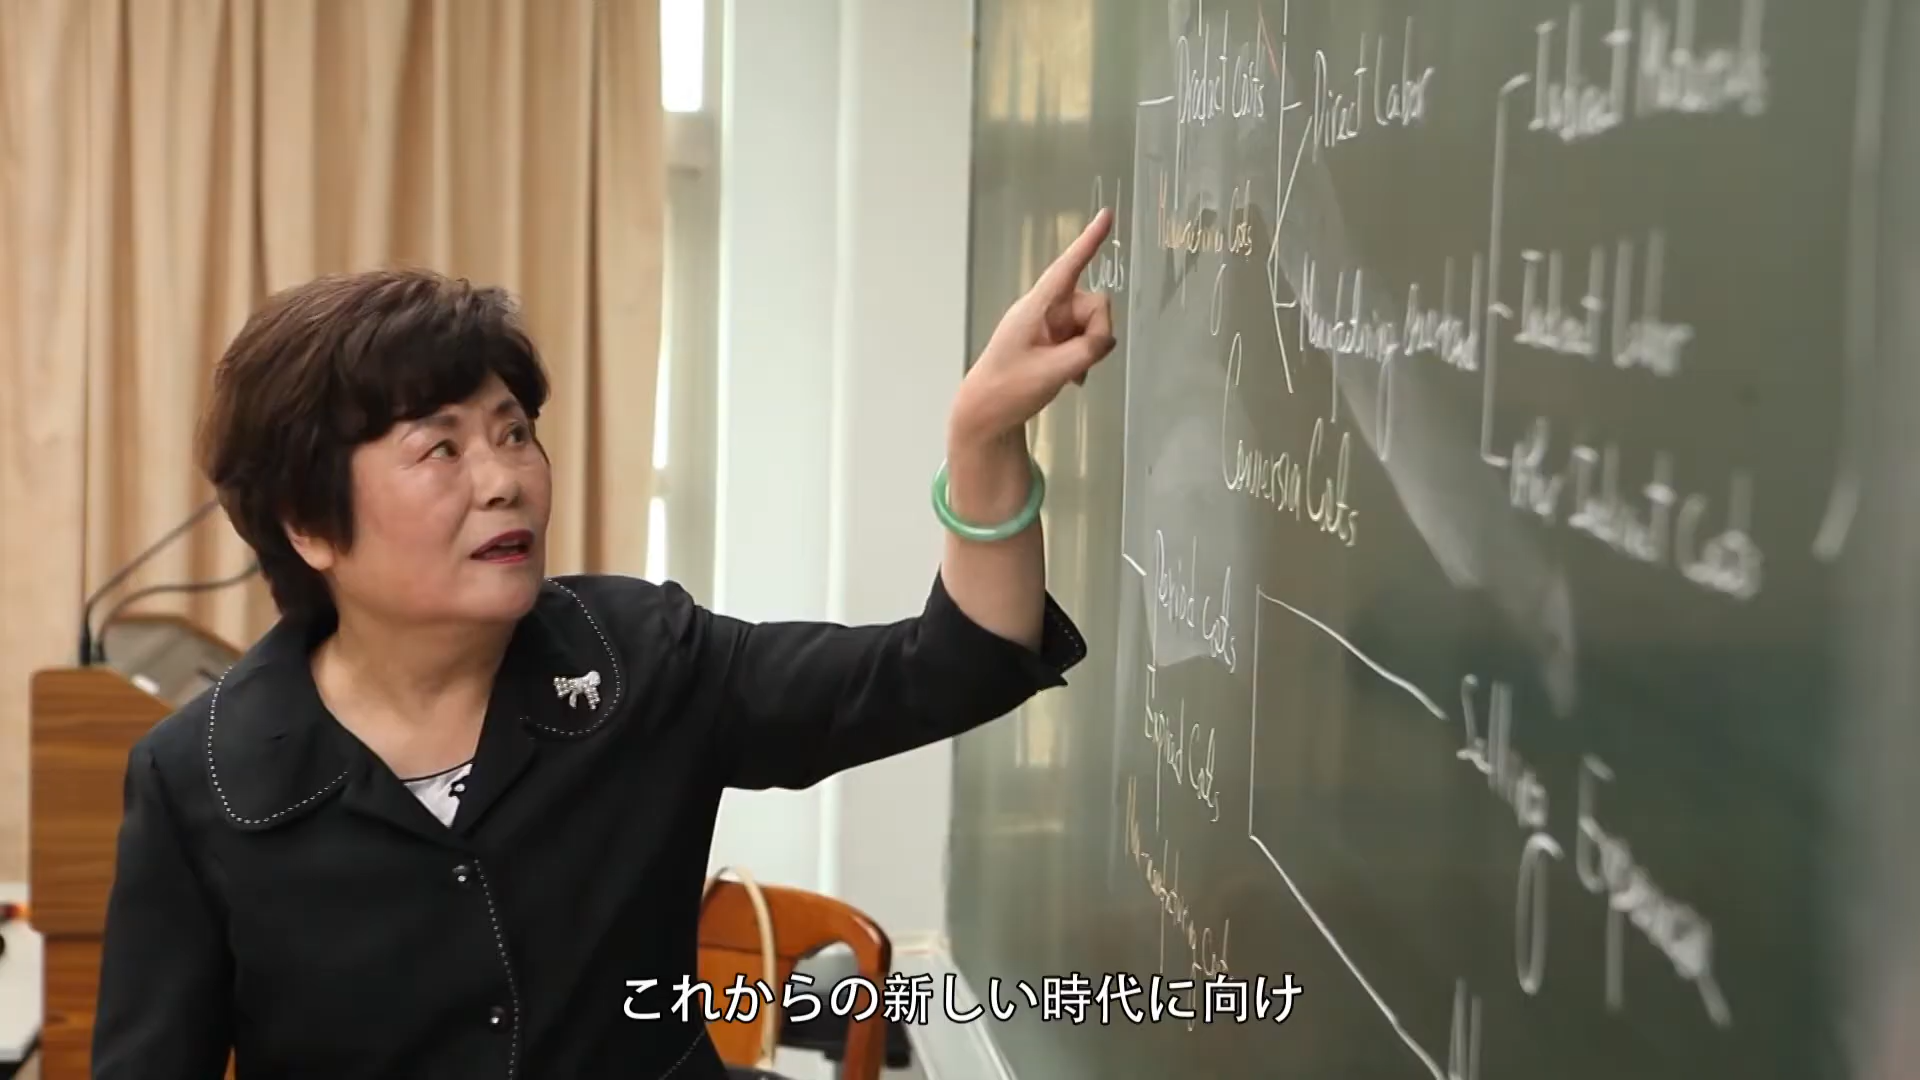 Product Costs
Direct Labor
Indirect Materials
Costs
Manufacturing Costs
Manufacturing Overhead
Indirect Labor
Conversion Costs
Other Indirect Costs
Period Costs
Expired Costs
Selling Expenses
これからの新しい時代に向け